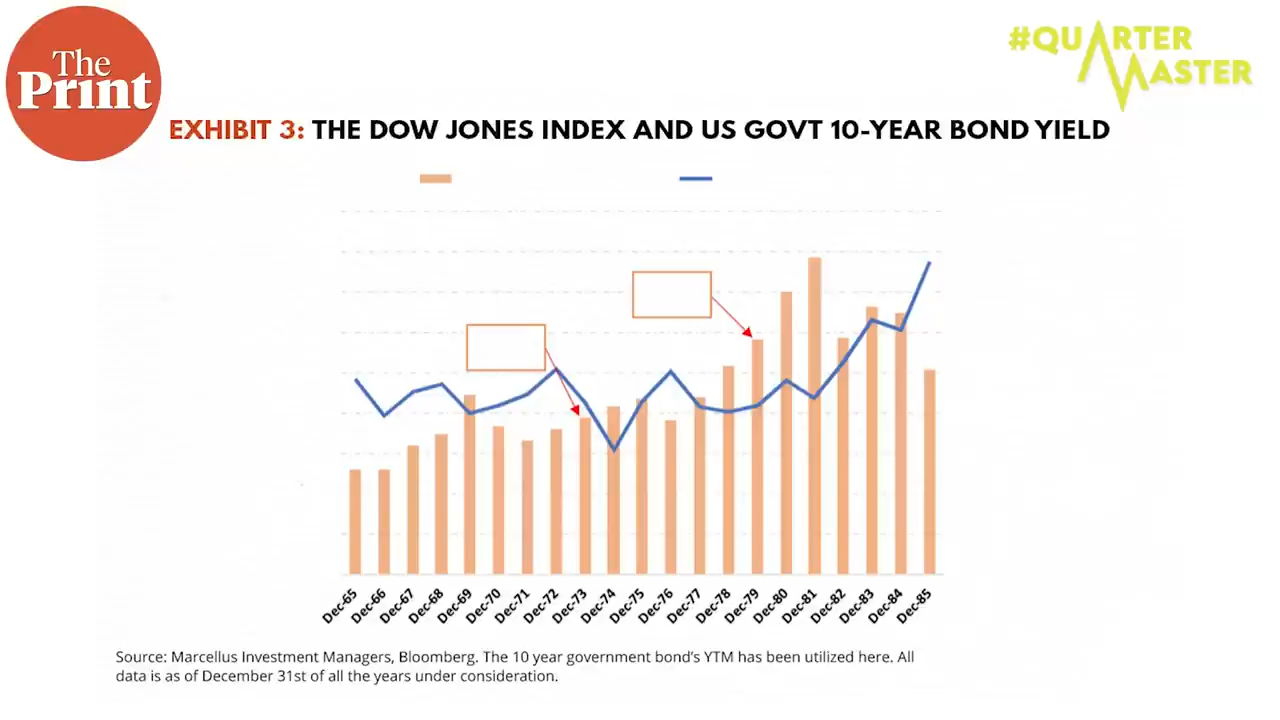 The
Print
#QUARTER
MASTER
EXHIBIT 3: THE DOW JONES INDEX AND US GOVT 10-YEAR BOND YIELD
Dec-65
Dec-66
Dec-67
Dec-68
Dec-69
Dec-70
Dec-71
Dec-72
Dec-73
Dec-74
Dec-75
Dec-76
Dec-77
Dec-78
Dec-79
Dec-80
Dec-81
Dec-82
Dec-83
Dec-84
Dec-85
Source: Marcellus Investment Managers, Bloomberg. The 10 year government bond's YTM has been utilized here. All
data is as of December 31st of all the years under consideration.